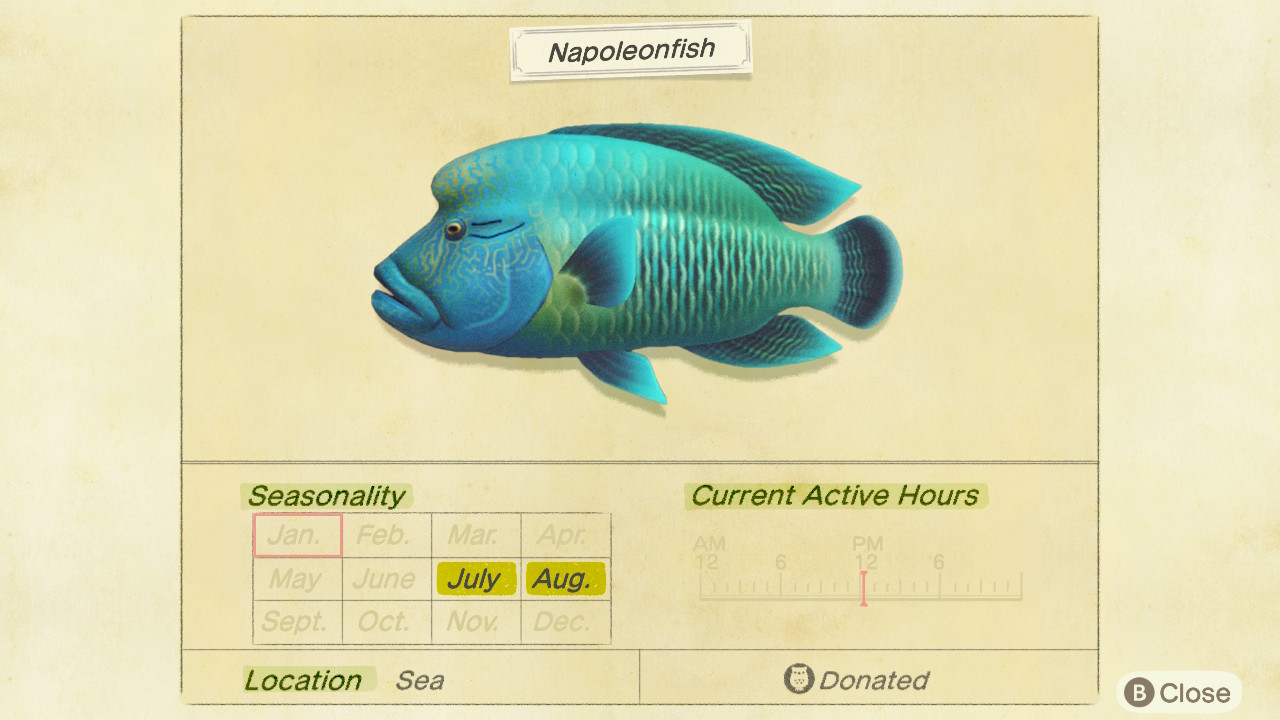 Napoleonfish
Seasonality
Jan. Feb. Mar. Apr.
May June July Aug.
Sept. Oct. Nov. Dec.
Current Active Hours
AM PM
12 6 12 6
Location Sea
Donated
B Close